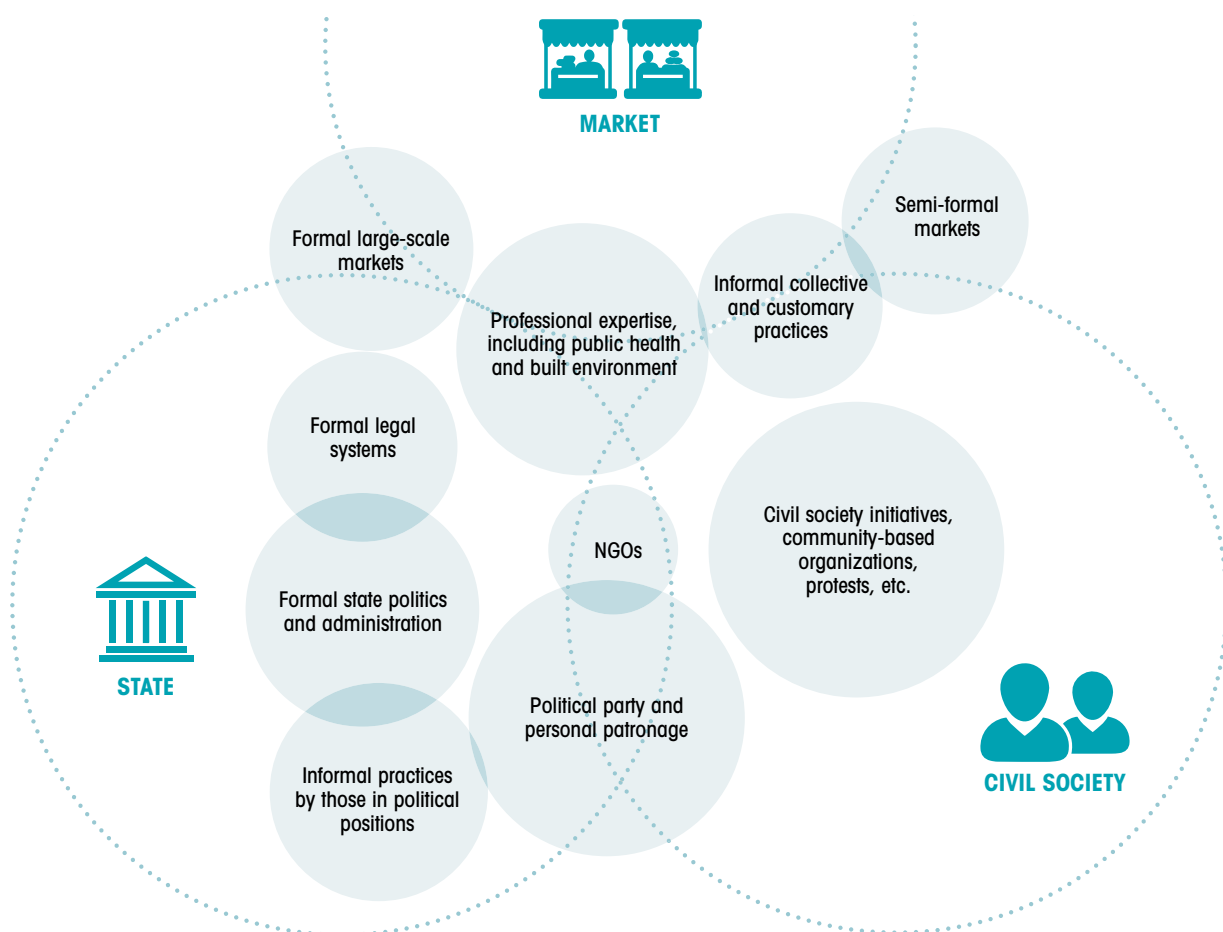 MARKET
Semi-formal
markets
Formal large-scale
markets
Informal collective
and customary
practices
Professional expertise,
including public health
and built environment
Formal legal
systems
Civil society initiatives,
community-based
organizations,
protests, etc.
NGOs
Formal state politics
and administration
STATE
Political party and
personal patronage
Informal practices
by those in political
positions
CIVIL SOCIETY